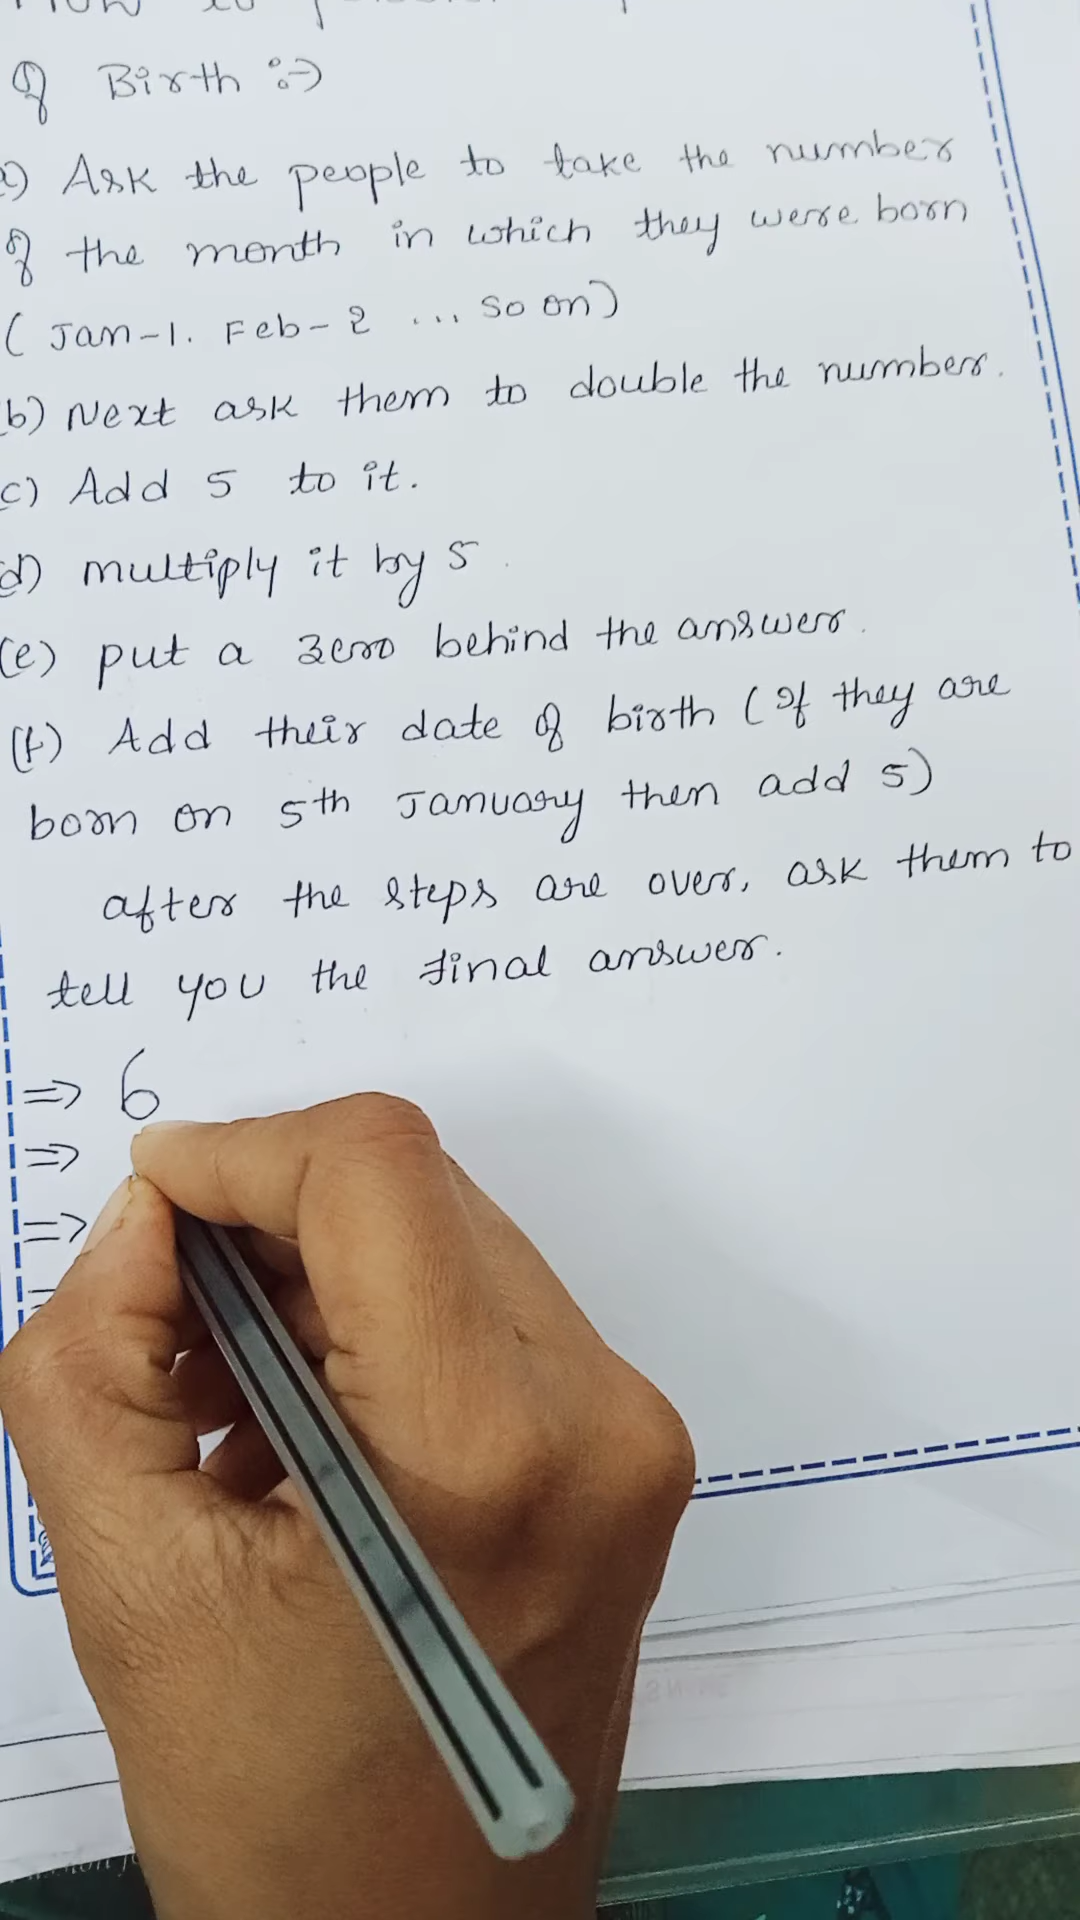 of Birth :-)
a) Ask the people to take the number
of the month in which they were born
( Jan-1. Feb-2 ... so on)
b) Next ask them to double the number.
c) Add 5 to it.
d) multiply it by 5.
(e) put a zero behind the answer.
(f) Add their date of birth (If they are
born on 5th January then add 5)
after the steps are over, ask them to
tell you the final answer.
=> 6
=>
=>